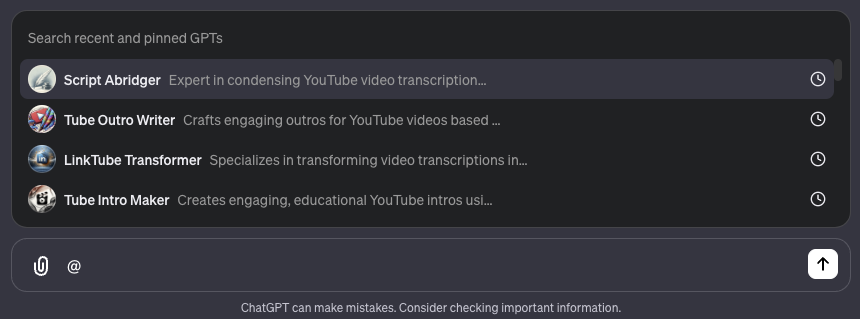 Search recent and pinned GPTs
Script Abridger Expert in condensing YouTube video transcription...
Tube Outro Writer Crafts engaging outros for YouTube videos based ...
LinkTube Transformer Specializes in transforming video transcriptions in...
Tube Intro Maker Creates engaging, educational YouTube intros usi...
@
ChatGPT can make mistakes. Consider checking important information.